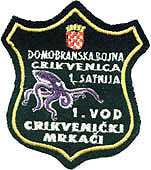 DOMOBRANSKA BOJNA
CRIKVENICA
1. SATNIJA
1. VOD
CRIKVENIČKI
MRKAČI